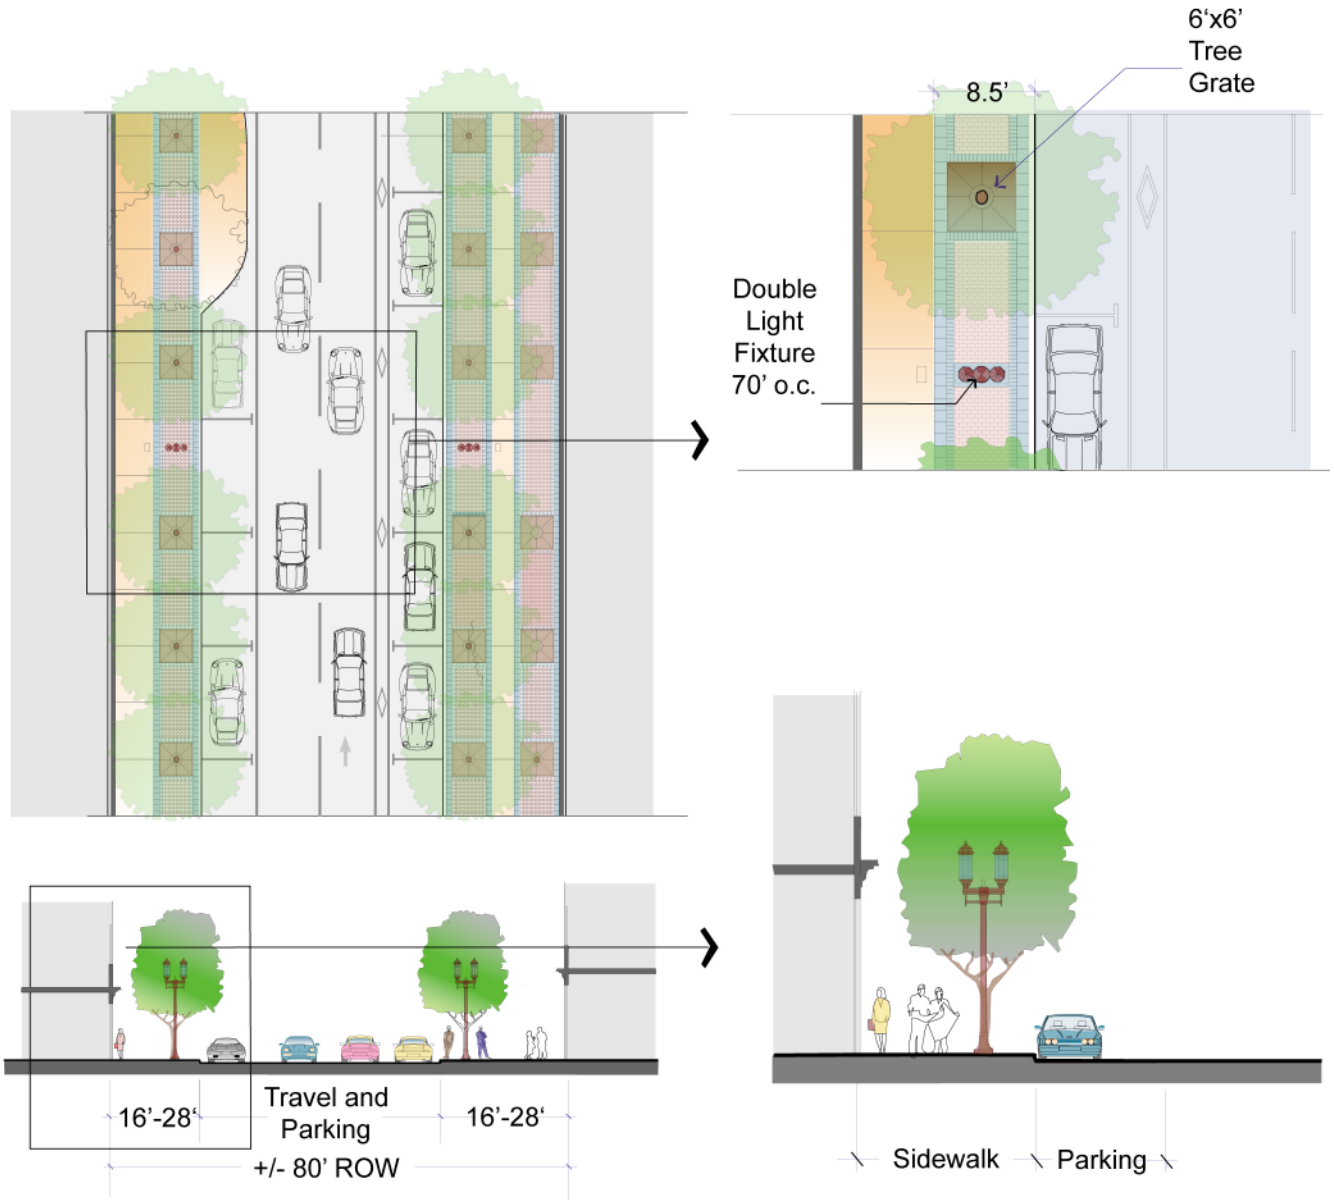 6'x6'
Tree
Grate
8.5'
Double
Light
Fixture
70' o.c.
16'-28'
Travel and
Parking
16'-28'
+/- 80' ROW
Sidewalk
Parking